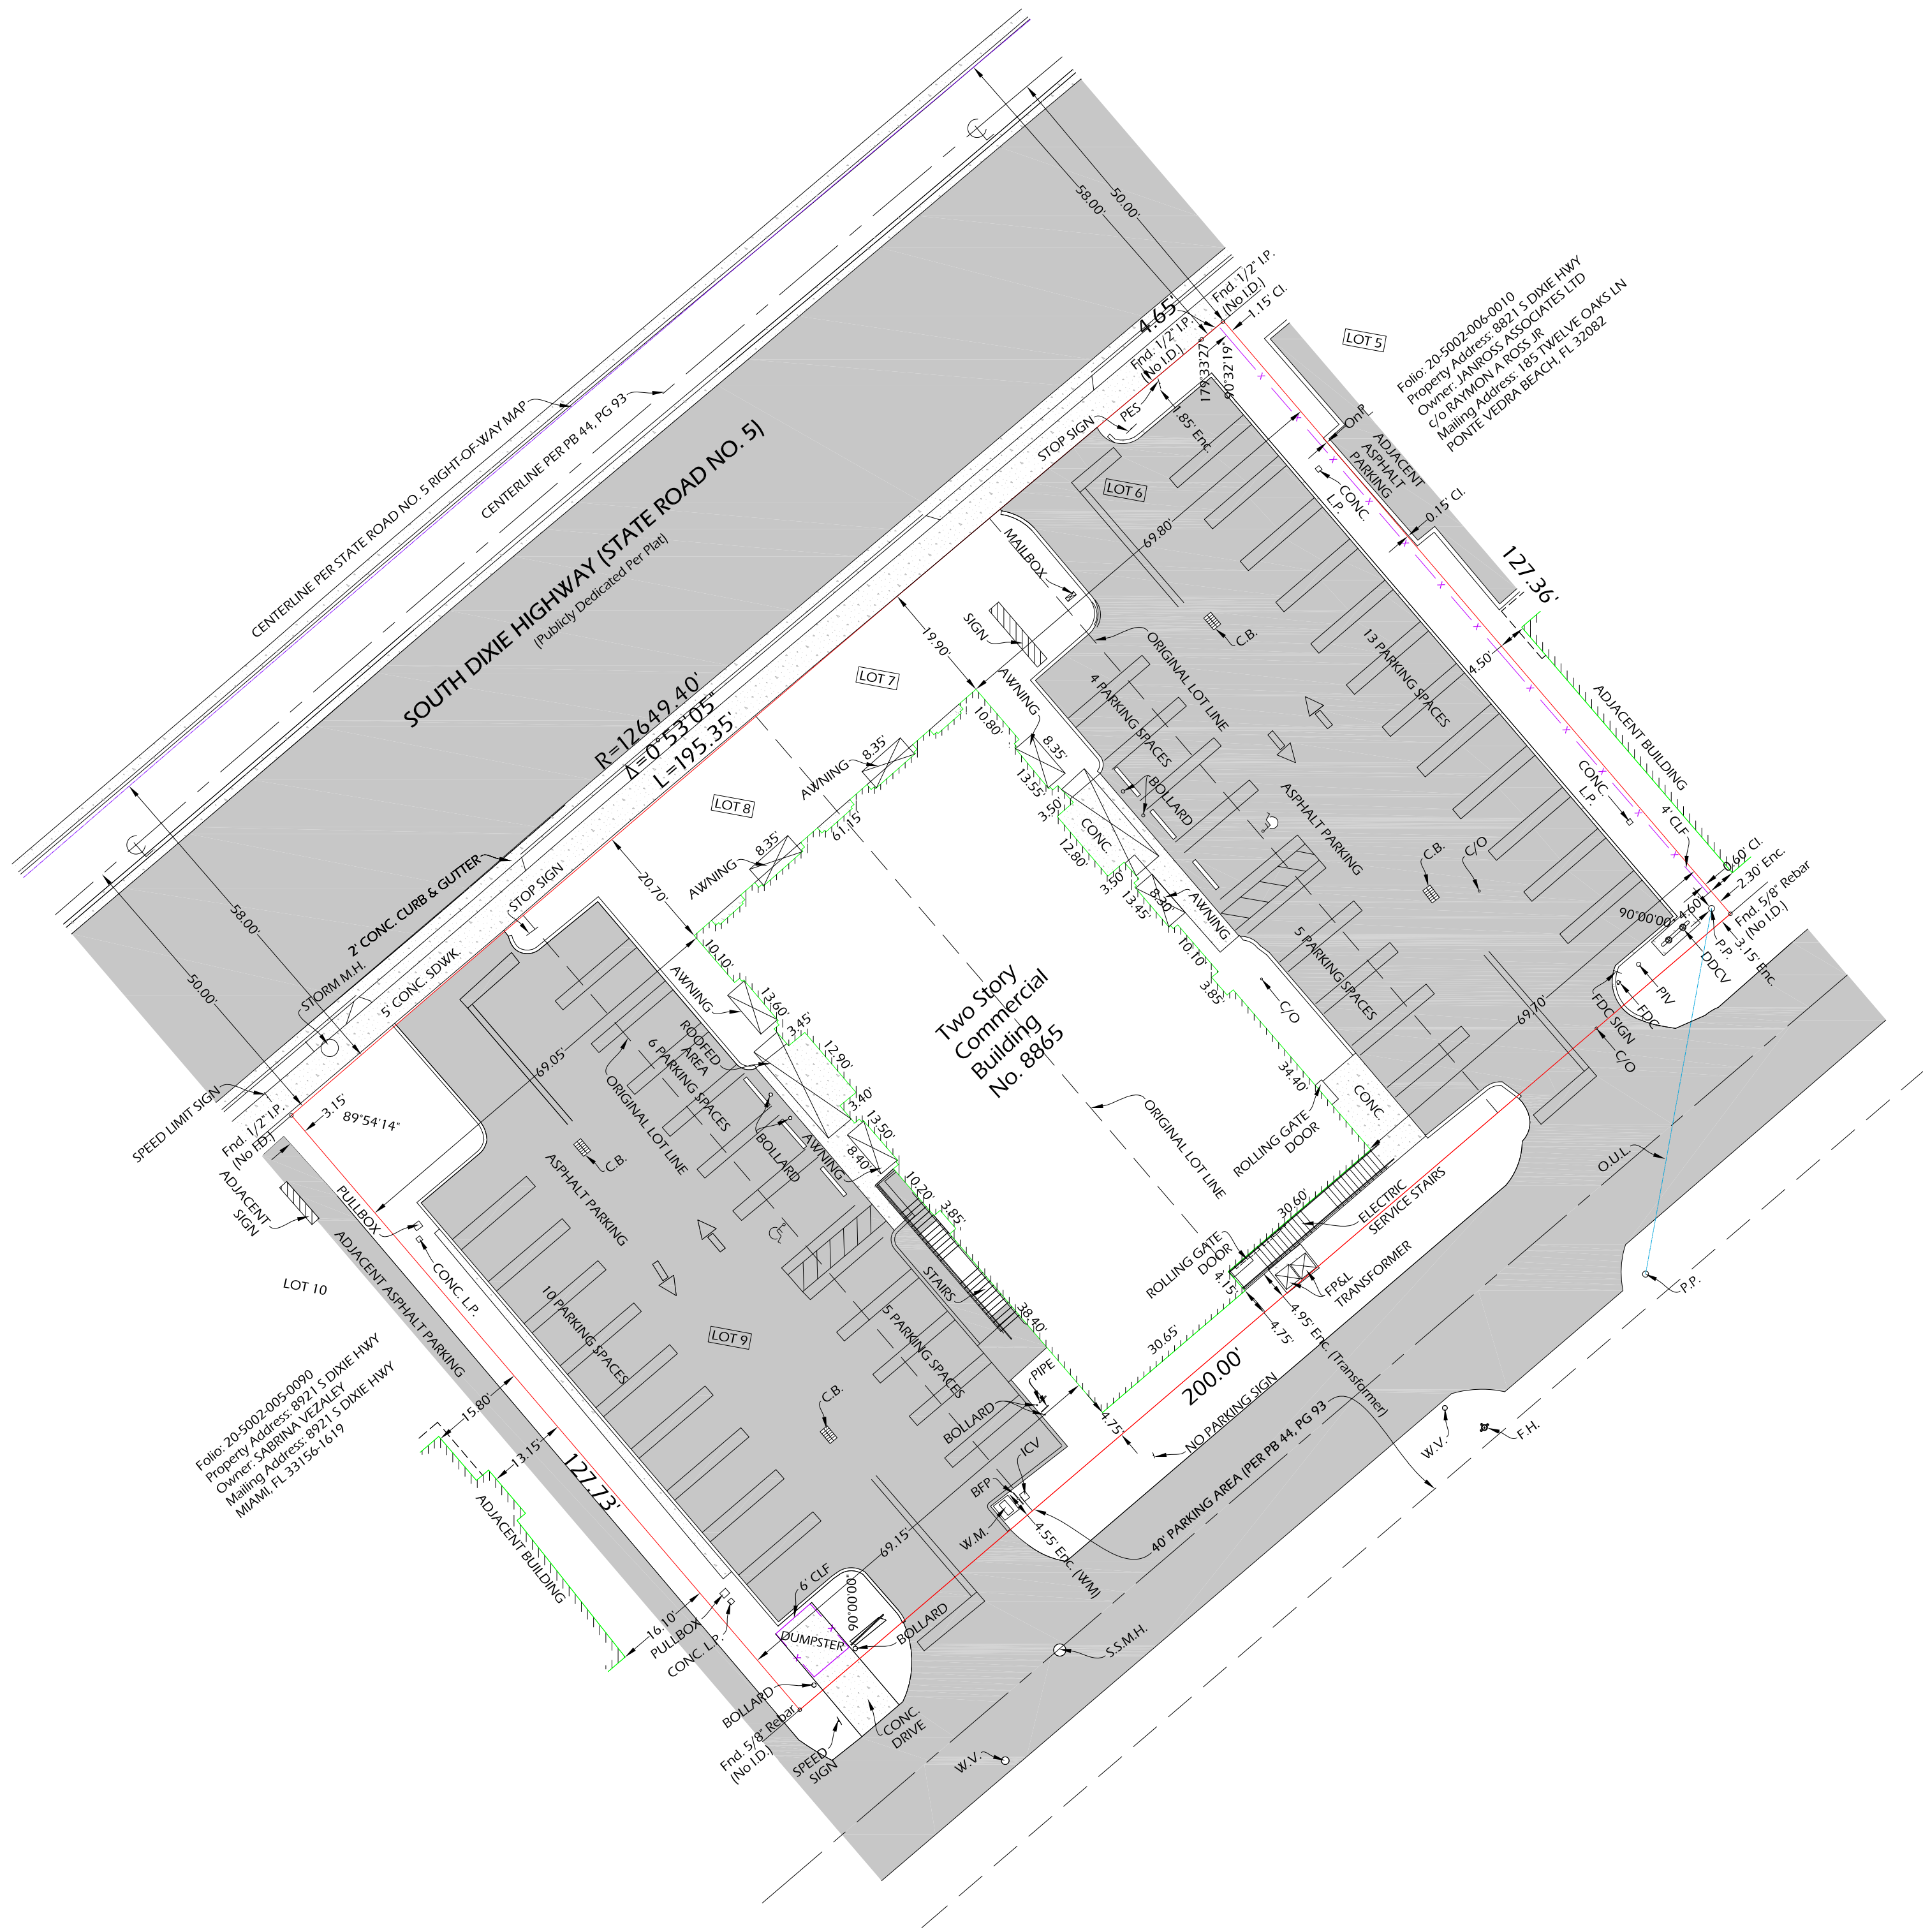 58.00'
50.00'
Fnd. 1/2" I.P.
(No I.D.)
1.15' Cl.
4.65'
Fnd. 1/2" I.P.
(No I.D.)
179°33'27"
90°32'19"
LOT 5
Folio: 20-5002-006-0010
Property Address: 8821 S DIXIE HWY
Owner: JANROSS ASSOCIATES LTD
c/o RAYMON A ROSS JR
Mailing Address: 185 TWELVE OAKS LN
PONTE VEDRA BEACH, FL 32082
CENTERLINE PER STATE ROAD NO. 5 RIGHT-OF-WAY MAP
CENTERLINE PER PB 44, PG 93
SOUTH DIXIE HIGHWAY (STATE ROAD NO. 5)
(Publicly Dedicated Per Plat)
STOP SIGN
PES
1.85' Enc.
OnP.
ADJACENT
ASPHALT
PARKING
CONC.
L.P.
0.15' Cl.
127.36'
LOT 6
69.80'
MAILBOX
SIGN
C.B.
ORIGINAL LOT LINE
13 PARKING SPACES
4 PARKING SPACES
4.50'
ADJACENT BUILDING
19.90'
AWNING
LOT 7
10.80'
8.35'
13.55'
3.50'
BOLLARD
CONC.
12.80'
3.50'
8.30'
13.45'
AWNING
10.10'
3.85'
ASPHALT PARKING
C.B.
C/O
CONC.
L.P.
4' CLF
0.60' Cl.
2.30' Enc.
Fnd. 5/8" Rebar
(No I.D.)
90°00'00"
4.60'
3.15' Enc.
P.P.
DDCV
PIV
FDC
FDC SIGN
C/O
5 PARKING SPACES
69.70'
C/O
34.40'
CONC.
ROLLING GATE
DOOR
R=12649.40'
Δ=0°53'05"
L=195.35'
LOT 8
AWNING
8.35'
AWNING
8.35'
61.15'
2' CONC. CURB & GUTTER
STOP SIGN
20.70'
58.00'
50.00'
STORM M.H.
5' CONC. SDWK.
10.10'
AWNING
13.60'
3.45'
ROOFED
AREA
12.90'
3.40'
13.50'
6 PARKING SPACES
ORIGINAL LOT LINE
69.05'
BOLLARD
AWNING
8.40'
10.20'
3.85'
Two Story
Commercial
Building
No. 8865
ORIGINAL LOT LINE
SPEED LIMIT SIGN
Fnd. 1/2" I.P.
(No I.D.)
3.15'
89°54'14"
ADJACENT
SIGN
PULLBOX
CONC. L.P.
C.B.
ASPHALT PARKING
LOT 10
ADJACENT ASPHALT PARKING
10 PARKING SPACES
LOT 9
STAIRS
38.40'
5 PARKING SPACES
C.B.
30.60'
ELECTRIC
SERVICE STAIRS
ROLLING GATE
DOOR
4.15'
FP&L
TRANSFORMER
4.95' Enc. (Transformer)
4.75'
30.65'
200.00'
O.U.L.
P.P.
PIPE
BOLLARD
4.75'
NO PARKING SIGN
40' PARKING AREA (PER PB 44, PG 93
W.V.
F.H.
ICV
BFP
W.M.
4.55' Enc. (WM)
Folio: 20-5002-005-0090
Property Address: 8921 S DIXIE HWY
Owner: SABRINA VEZALEY
Mailing Address: 8921 S DIXIE HWY
MIAMI, FL 33156-1619
15.80'
13.15'
127.73'
ADJACENT BUILDING
16.10'
PULLBOX
CONC. L.P.
69.15'
6' CLF
90°00'00"
DUMPSTER
BOLLARD
BOLLARD
Fnd. 5/8" Rebar
(No I.D.)
SPEED
SIGN
CONC.
DRIVE
S.S.M.H.
W.V.